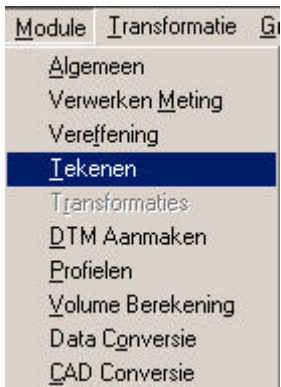 Module Transformatie
Algemeen
Verwerken Meting
Vereffening
Tekenen
Transformaties
DTM Aanmaken
Profielen
Volume Berekening
Data Conversie
CAD Conversie